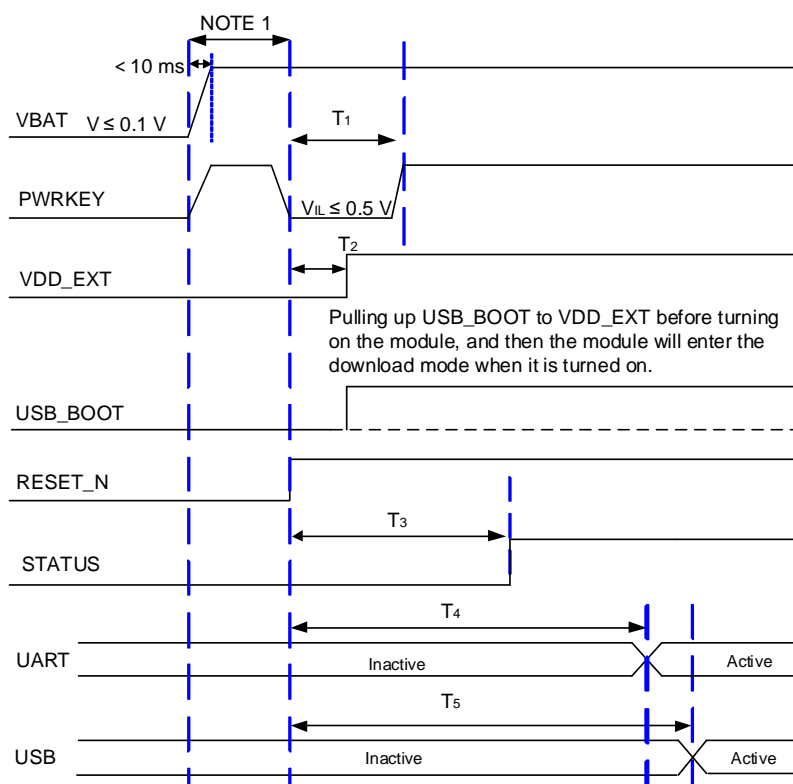 NOTE 1
< 10 ms
VBAT V ≤ 0.1 V
T1
PWRKEY
VIL ≤ 0.5 V
T2
VDD_EXT
Pulling up USB_BOOT to VDD_EXT before turning
on the module, and then the module will enter the
download mode when it is turned on.
USB_BOOT
RESET_N
T3
STATUS
T4
UART Inactive Active
T5
USB Inactive Active